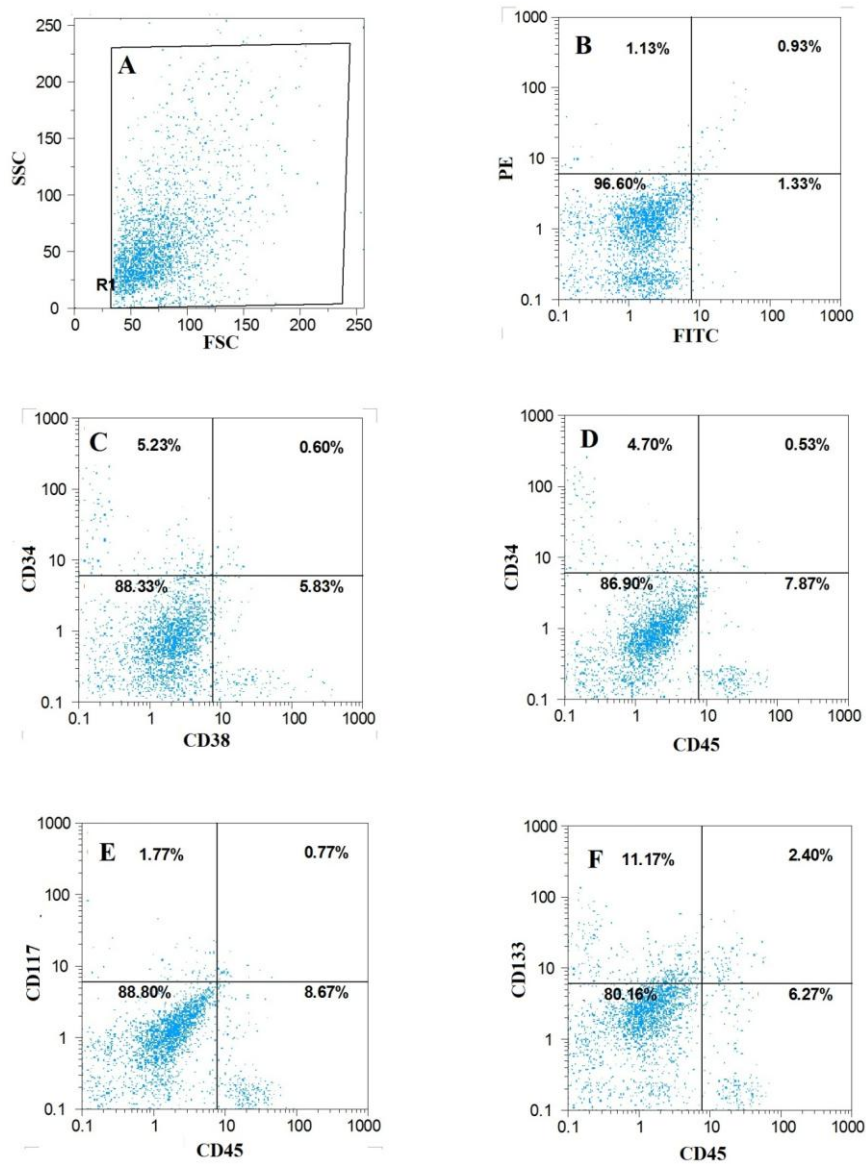 A
250
200
150
100
50
0
R1
0 50 100 150 200 250
SSC
FSC
B
1.13% 0.93%
96.60% 1.33%
1000
100
10
1
0.1
0.1 1 10 100 1000
PE
FITC
C
5.23% 0.60%
88.33% 5.83%
1000
100
10
1
0.1
0.1 1 10 100 1000
CD34
CD38
D
4.70% 0.53%
86.90% 7.87%
1000
100
10
1
0.1
0.1 1 10 100 1000
CD34
CD45
E
1.77% 0.77%
88.80% 8.67%
1000
100
10
1
0.1
0.1 1 10 100 1000
CD117
CD45
F
11.17% 2.40%
80.16% 6.27%
1000
100
10
1
0.1
0.1 1 10 100 1000
CD133
CD45